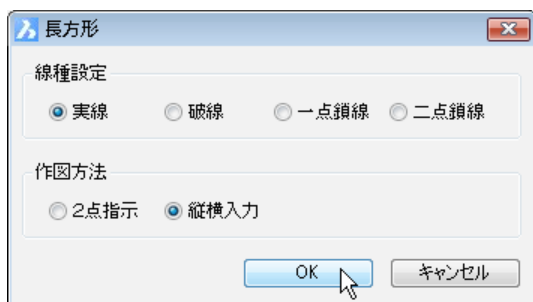 長方形
線種設定
実線 破線 一点鎖線 二点鎖線
作図方法
2点指示 縦横入力
OK キャンセル